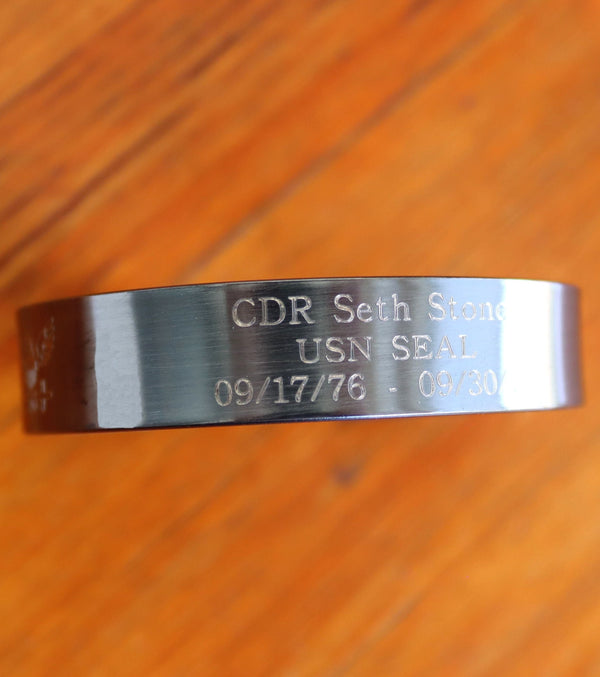 CDR Seth Stone
USN SEAL
09/17/76 - 09/30/